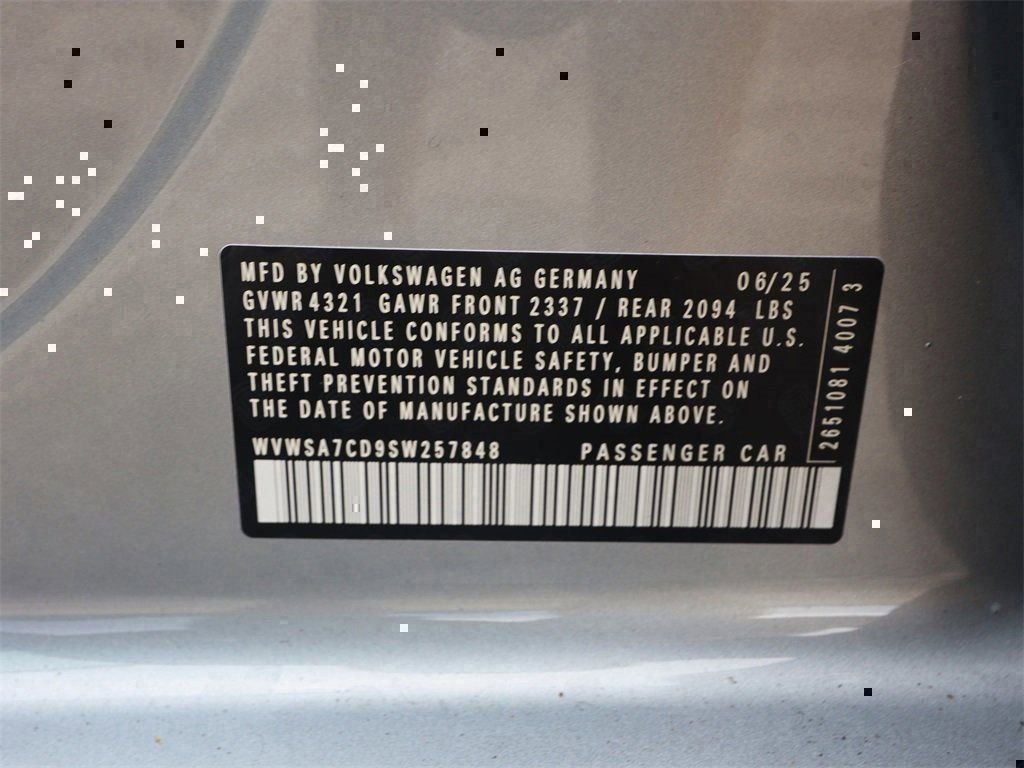 MFD BY VOLKSWAGEN AG GERMANY 06/25
GVWR 4321 GAWR FRONT 2337 / REAR 2094 LBS
THIS VEHICLE CONFORMS TO ALL APPLICABLE U.S.
FEDERAL MOTOR VEHICLE SAFETY, BUMPER AND
THEFT PREVENTION STANDARDS IN EFFECT ON
THE DATE OF MANUFACTURE SHOWN ABOVE.
WVWSA7CD9SW257848 PASSENGER CAR
2651081 4007 3